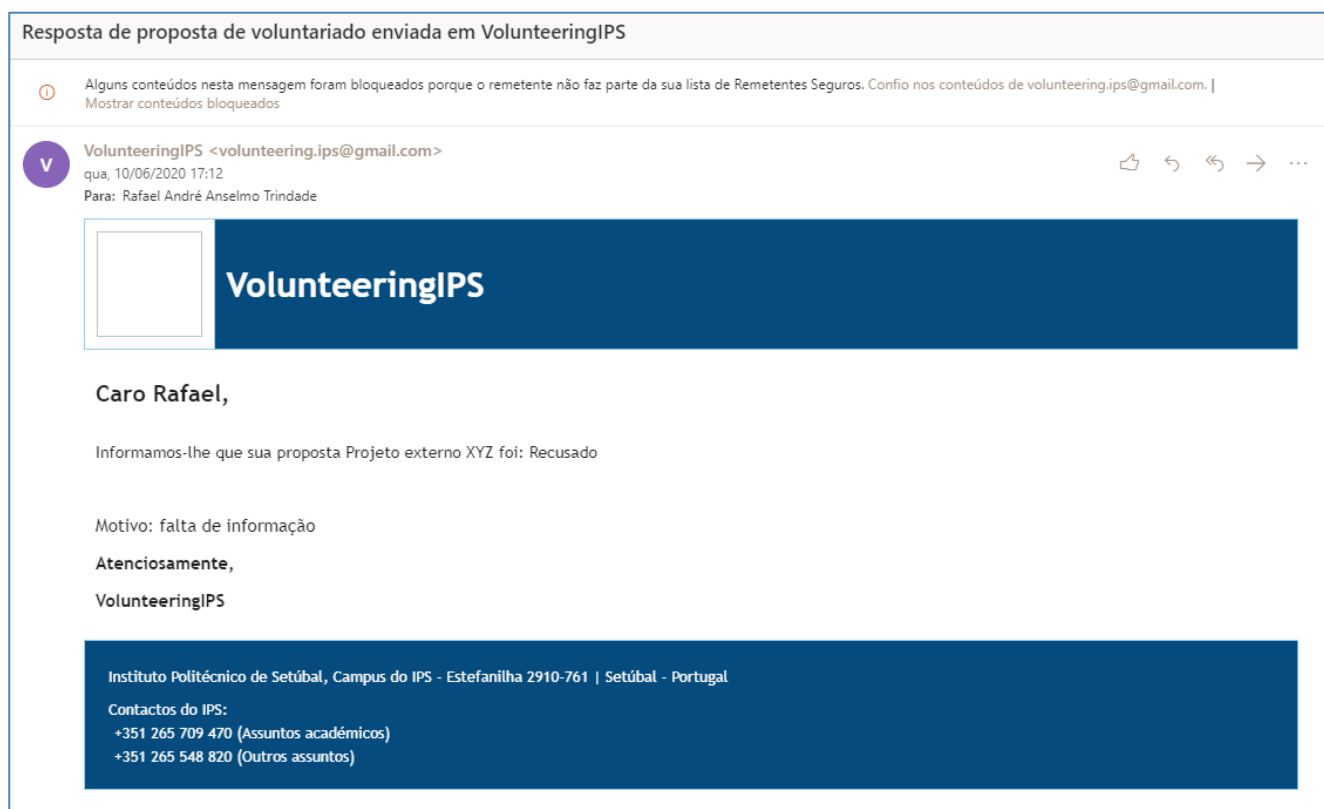 Resposta de proposta de voluntariado enviada em VolunteeringIPS
Alguns conteúdos nesta mensagem foram bloqueados porque o remetente não faz parte da sua lista de Remetentes Seguros. Confio nos conteúdos de volunteering.ips@gmail.com. |
Mostrar conteúdos bloqueados
V
VolunteeringIPS <volunteering.ips@gmail.com>
qua, 10/06/2020 17:12
Para: Rafael André Anselmo Trindade
VolunteeringIPS
Caro Rafael,
Informamos-lhe que sua proposta Projeto externo XYZ foi: Recusado
Motivo: falta de informação
Atenciosamente,
VolunteeringIPS
Instituto Politécnico de Setúbal, Campus do IPS - Estefanilha 2910-761 | Setúbal - Portugal
Contactos do IPS:
+351 265 709 470 (Assuntos académicos)
+351 265 548 820 (Outros assuntos)